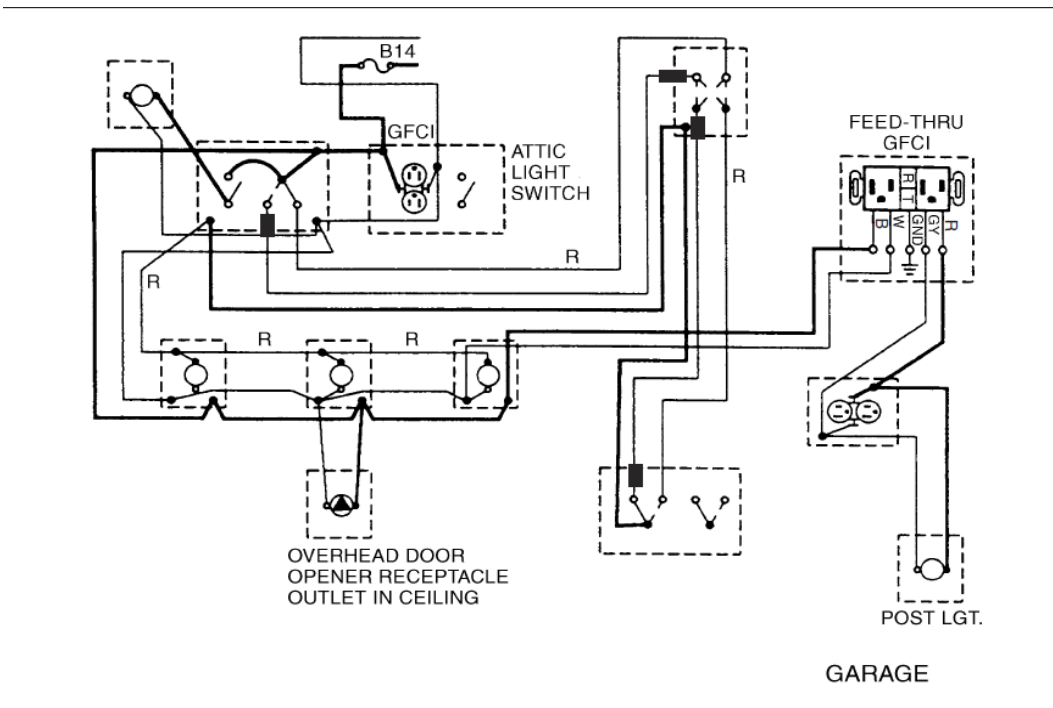 B14
GFCI
ATTIC
LIGHT
SWITCH
FEED-THRU
GFCI
R T
B
W
GND
GY
R
R
R
R
R
R
OVERHEAD DOOR
OPENER RECEPTACLE
OUTLET IN CEILING
POST LGT.
GARAGE